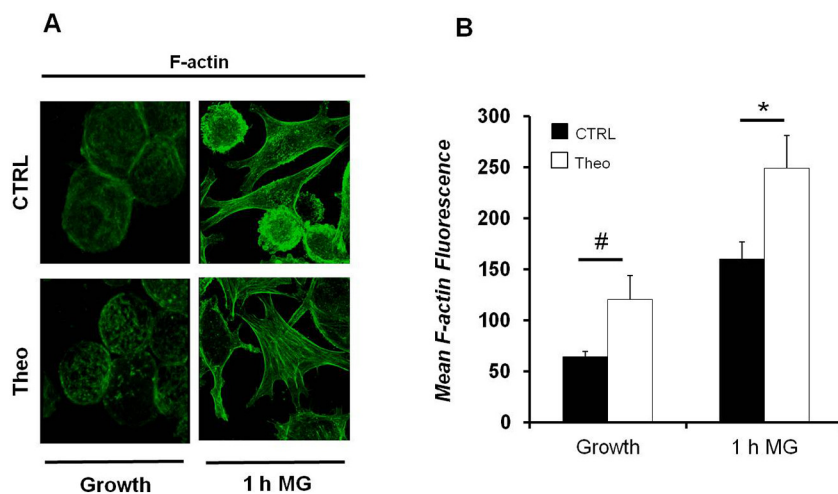 A
F-actin
CTRL
Theo
Growth
1 h MG
B
Mean F-actin Fluorescence
300
250
200
150
100
50
0
CTRL
Theo
#
*
Growth
1 h MG